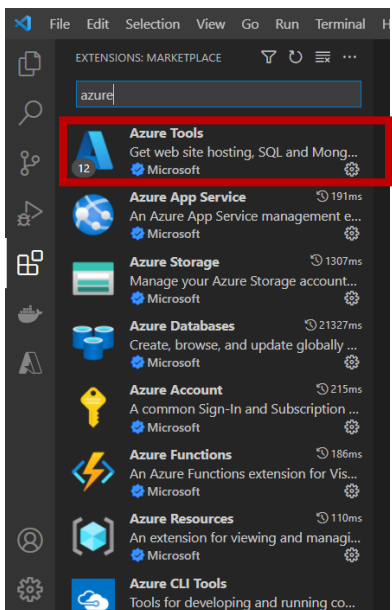 File Edit Selection View Go Run Terminal H
EXTENSIONS: MARKETPLACE
azure
Azure Tools
Get web site hosting, SQL and Mong...
12
Microsoft
Azure App Service 191ms
An Azure App Service management e...
Microsoft
Azure Storage 1307ms
Manage your Azure Storage account...
Microsoft
Azure Databases 21327ms
Create, browse, and update globally ...
Microsoft
Azure Account 215ms
A common Sign-In and Subscription ...
Microsoft
Azure Functions 186ms
An Azure Functions extension for Vis...
Microsoft
Azure Resources 110ms
An extension for viewing and managi...
Microsoft
Azure CLI Tools
Tools for developing and running co...